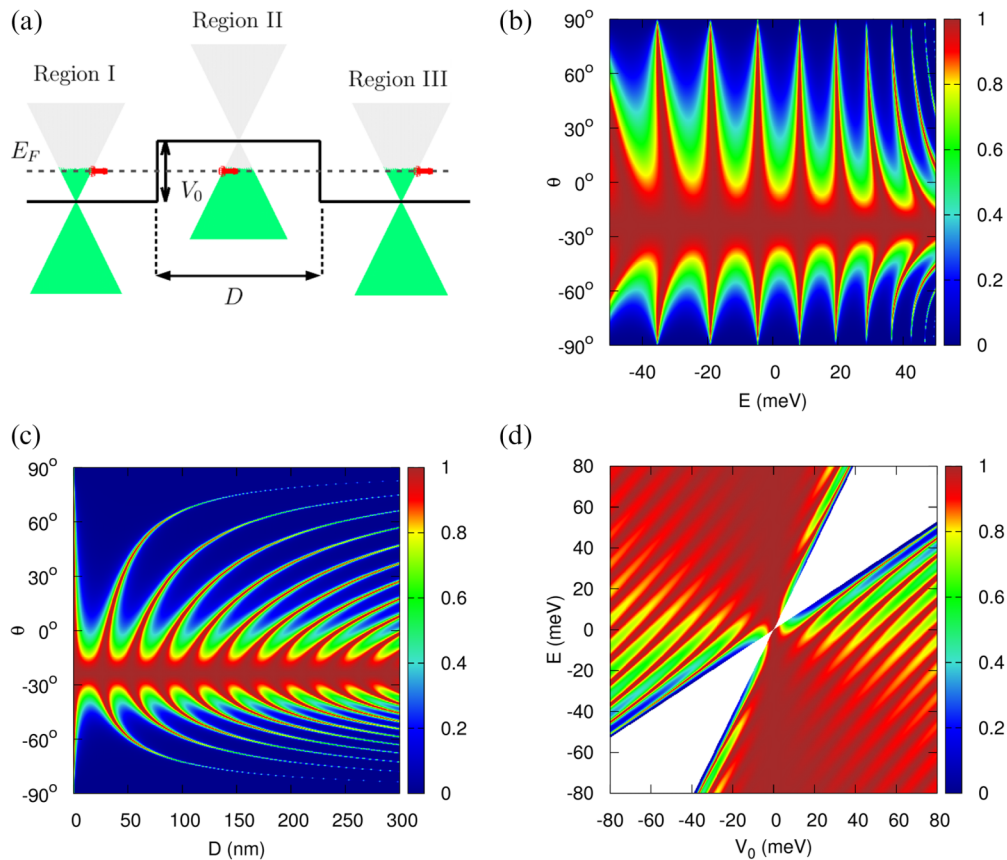 (a)
Region II
Region I
Region III
E_F
V_0
D
(b)
90°
60°
30°
0°
-30°
-60°
-90°
θ
-40 -20 0 20 40
E (meV)
1
0.8
0.6
0.4
0.2
0
(c)
90°
60°
30°
0°
-30°
-60°
-90°
θ
0 50 100 150 200 250 300
D (nm)
1
0.8
0.6
0.4
0.2
0
(d)
80
60
40
20
0
-20
-40
-60
-80
E (meV)
-80 -60 -40 -20 0 20 40 60 80
V_0 (meV)
1
0.8
0.6
0.4
0.2
0